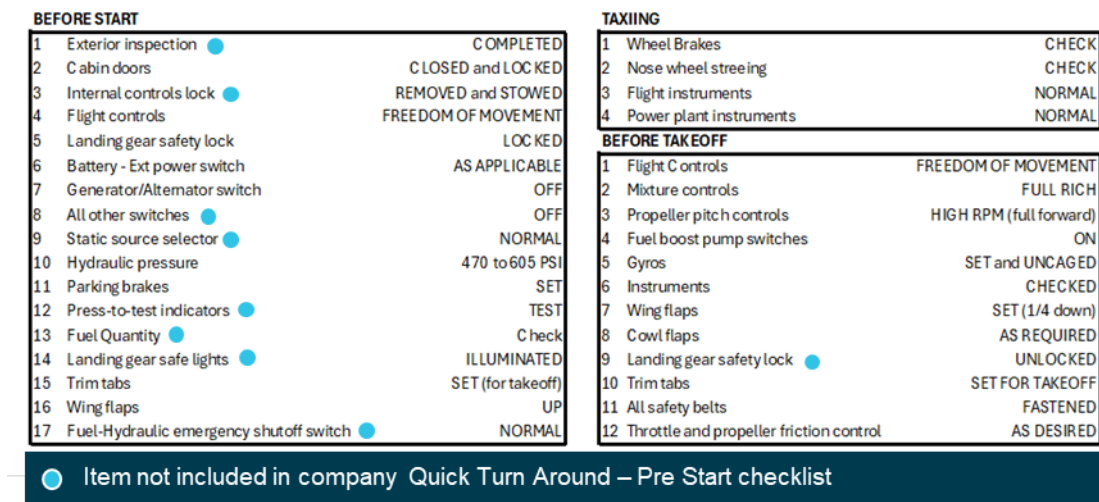 BEFORE START
1 Exterior inspection COMPLETED
2 Cabin doors CLOSED and LOCKED
3 Internal controls lock REMOVED and STOWED
4 Flight controls FREEDOM OF MOVEMENT
5 Landing gear safety lock LOCKED
6 Battery - Ext power switch AS APPLICABLE
7 Generator/Alternator switch OFF
8 All other switches OFF
9 Static source selector NORMAL
10 Hydraulic pressure 470 to 605 PSI
11 Parking brakes SET
12 Press-to-test indicators TEST
13 Fuel Quantity Check
14 Landing gear safe lights ILLUMINATED
15 Trim tabs SET (for takeoff)
16 Wing flaps UP
17 Fuel-Hydraulic emergency shutoff switch NORMAL
TAXIING
1 Wheel Brakes CHECK
2 Nose wheel streeing CHECK
3 Flight instruments NORMAL
4 Power plant instruments NORMAL
BEFORE TAKEOFF
1 Flight Controls FREEDOM OF MOVEMENT
2 Mixture controls FULL RICH
3 Propeller pitch controls HIGH RPM (full forward)
4 Fuel boost pump switches ON
5 Gyros SET and UNCAGED
6 Instruments CHECKED
7 Wing flaps SET (1/4 down)
8 Cowl flaps AS REQUIRED
9 Landing gear safety lock UNLOCKED
10 Trim tabs SET FOR TAKEOFF
11 All safety belts FASTENED
12 Throttle and propeller friction control AS DESIRED
Item not included in company Quick Turn Around – Pre Start checklist